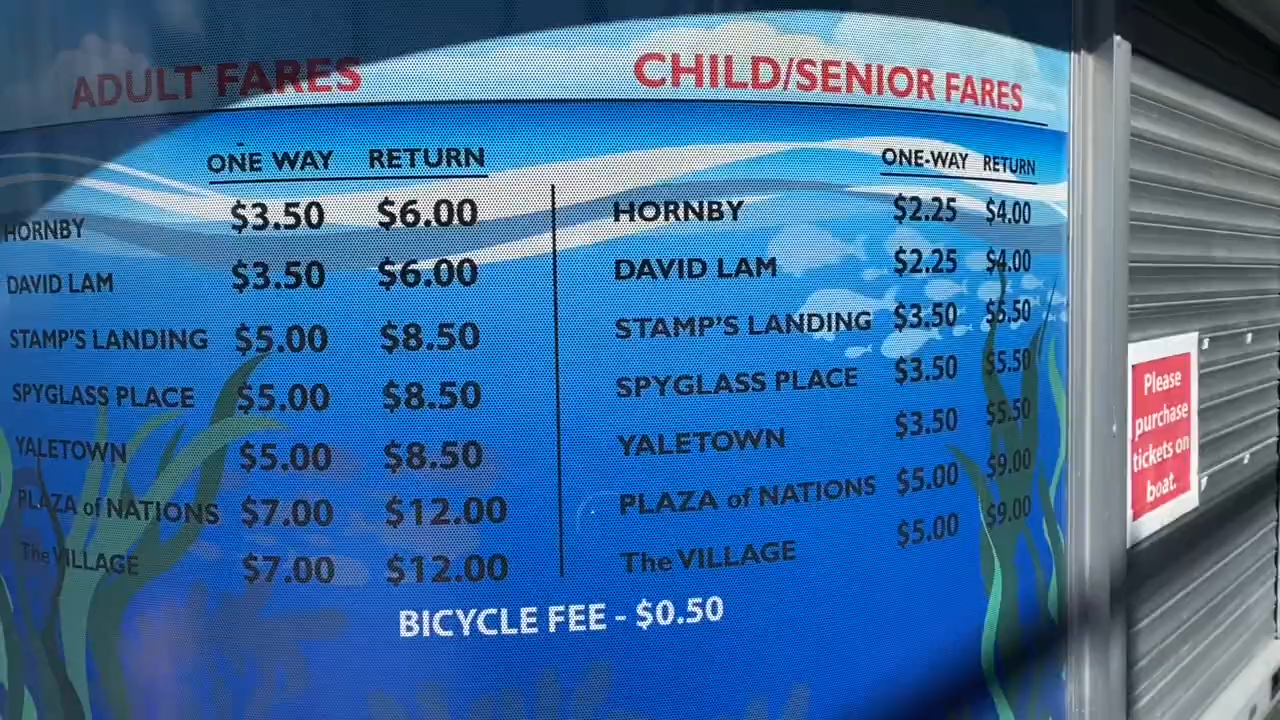 ADULT FARES
ONE WAY RETURN
HORNBY $3.50 $6.00
DAVID LAM $3.50 $6.00
STAMP'S LANDING $5.00 $8.50
SPYGLASS PLACE $5.00 $8.50
YALETOWN $5.00 $8.50
PLAZA of NATIONS $7.00 $12.00
The VILLAGE $7.00 $12.00
CHILD/SENIOR FARES
ONE-WAY RETURN
HORNBY $2.25 $4.00
DAVID LAM $2.25 $4.00
STAMP'S LANDING $3.50 $5.50
SPYGLASS PLACE $3.50 $5.50
YALETOWN $3.50 $5.50
PLAZA of NATIONS $5.00 $9.00
The VILLAGE $5.00 $9.00
BICYCLE FEE - $0.50
Please
purchase
tickets on
boat.